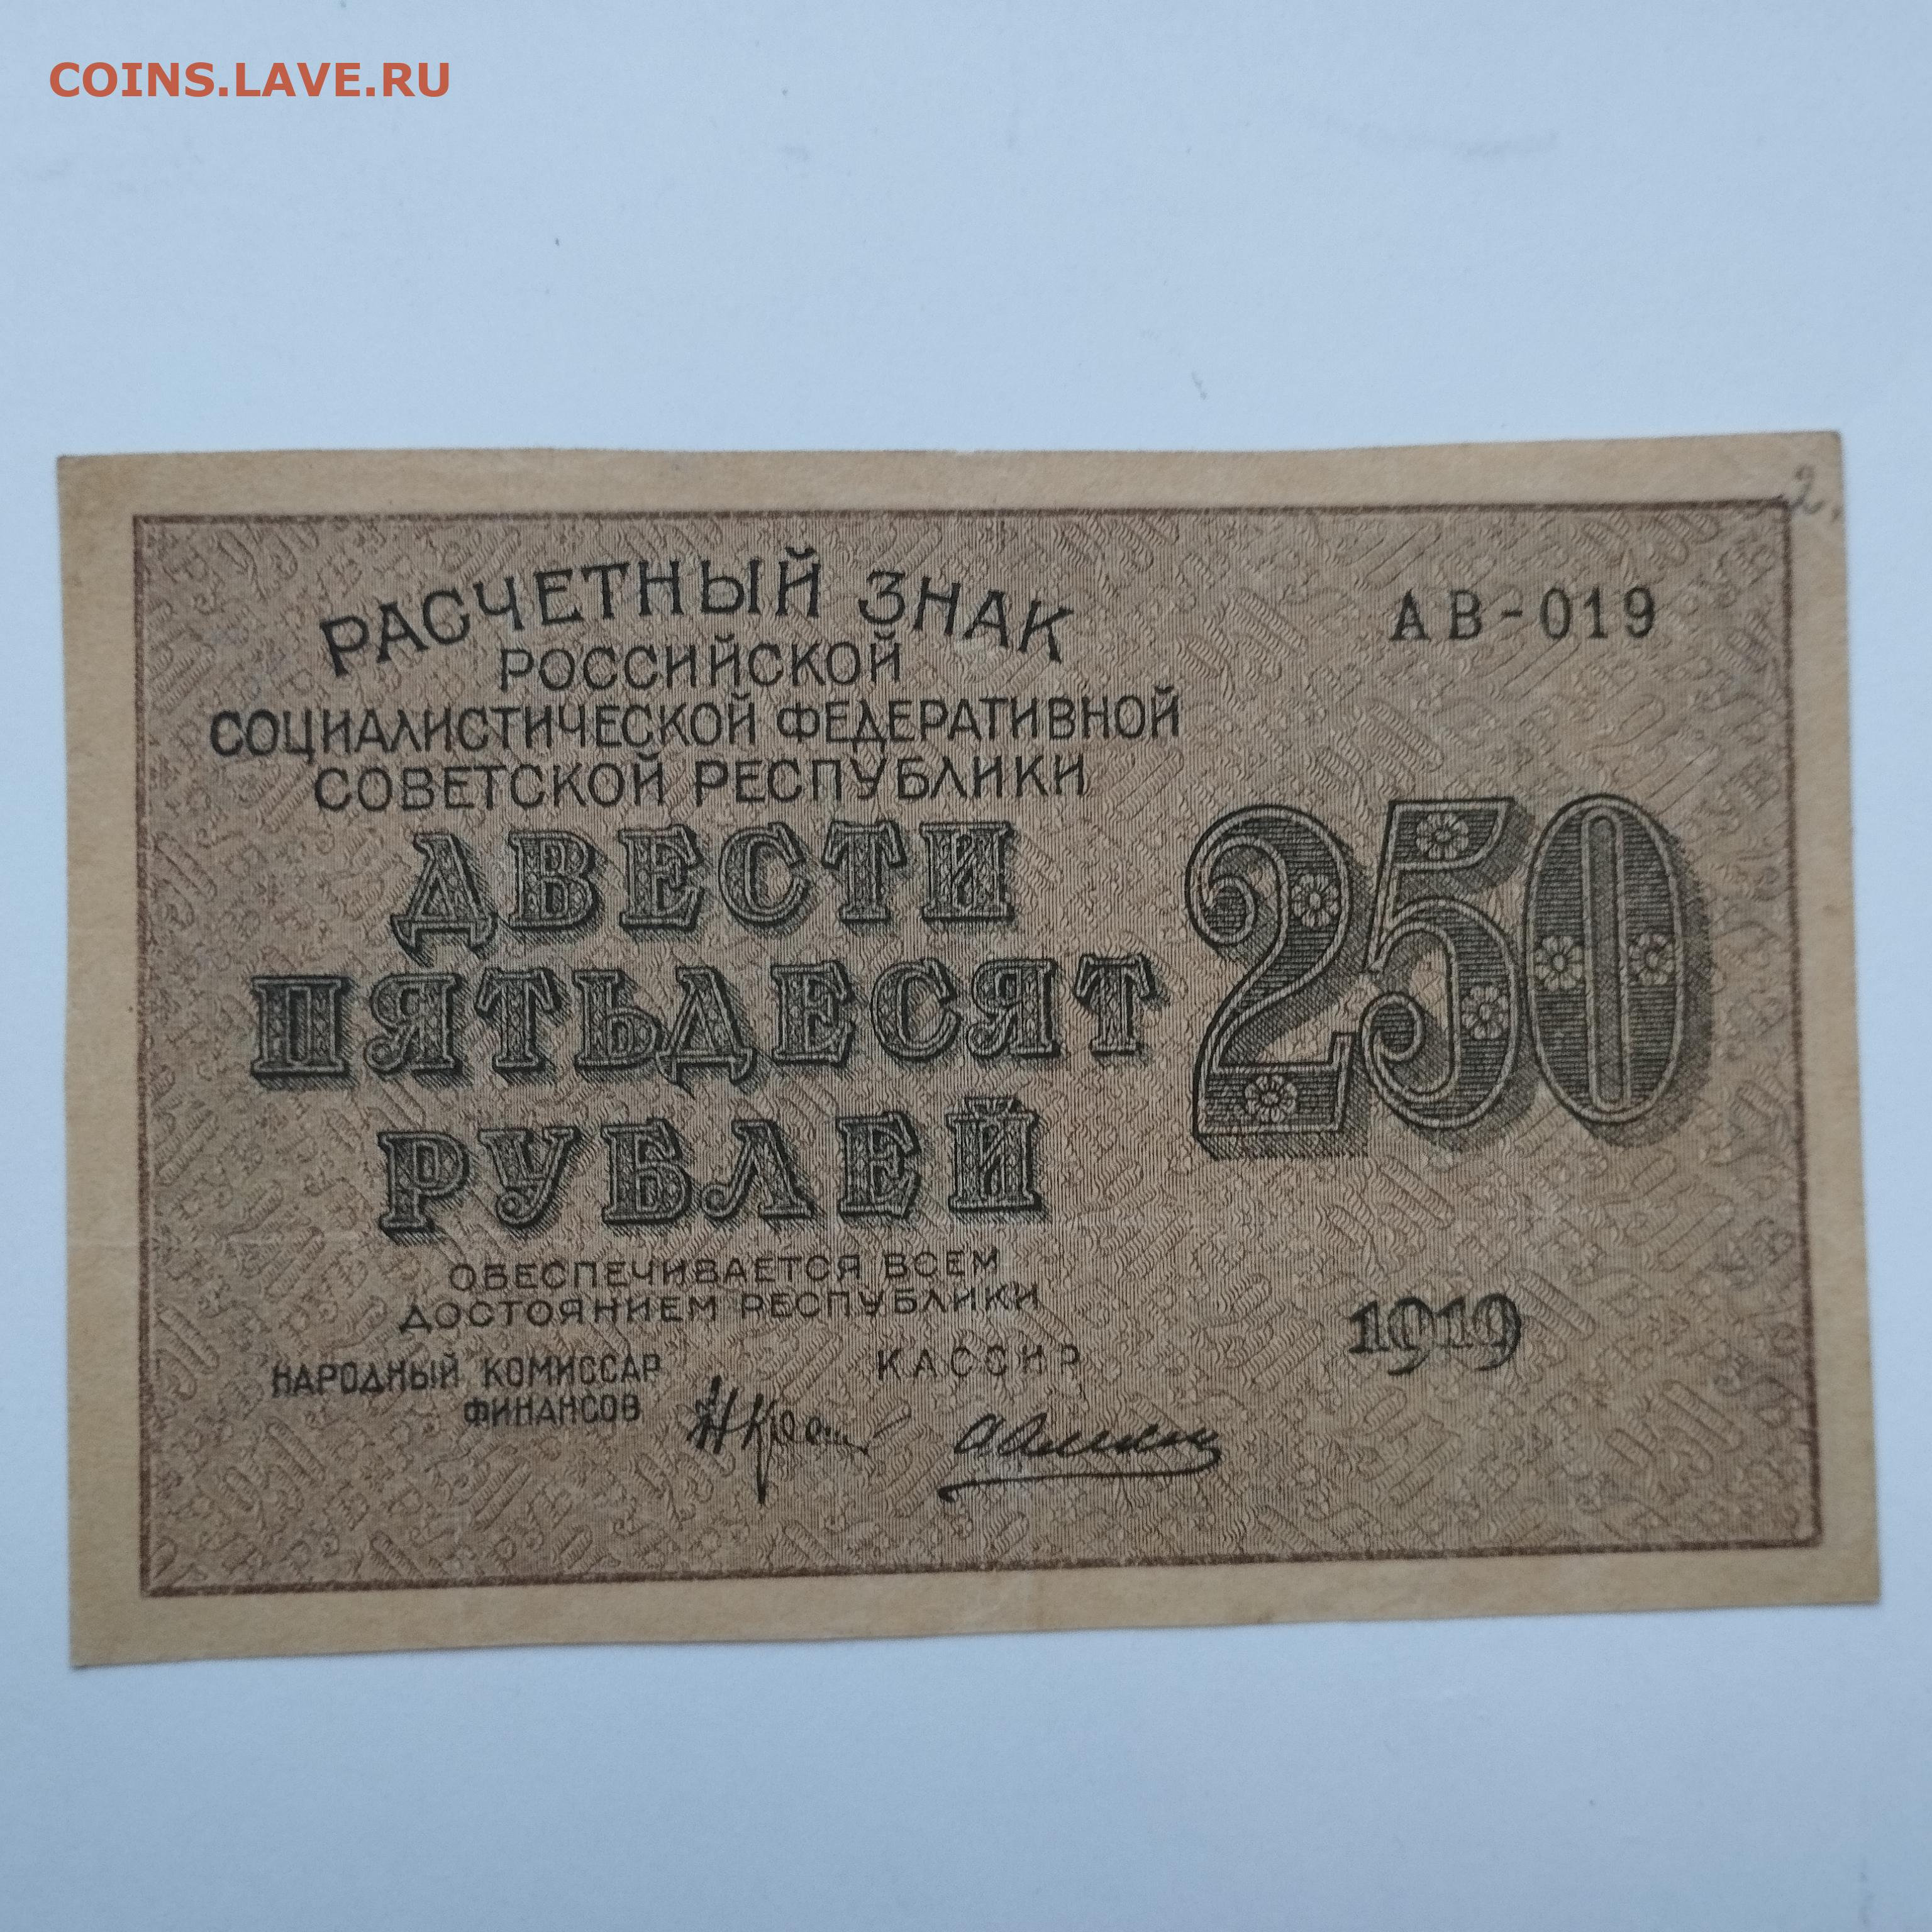 COINS.LAVE.RU
2.
РАСЧЕТНЫЙ ЗНАК
РОССИЙСКОЙ
СОЦИАЛИСТИЧЕСКОЙ ФЕДЕРАТИВНОЙ
СОВЕТСКОЙ РЕСПУБЛИКИ
АВ-019
ДВЕСТИ
ПЯТЬДЕСЯТ
РУБЛЕЙ
250
ОБЕСПЕЧИВАЕТСЯ ВСЕМ
ДОСТОЯНИЕМ РЕСПУБЛИКИ
1919
НАРОДНЫЙ КОМИССАР
ФИНАНСОВ
КАССИР